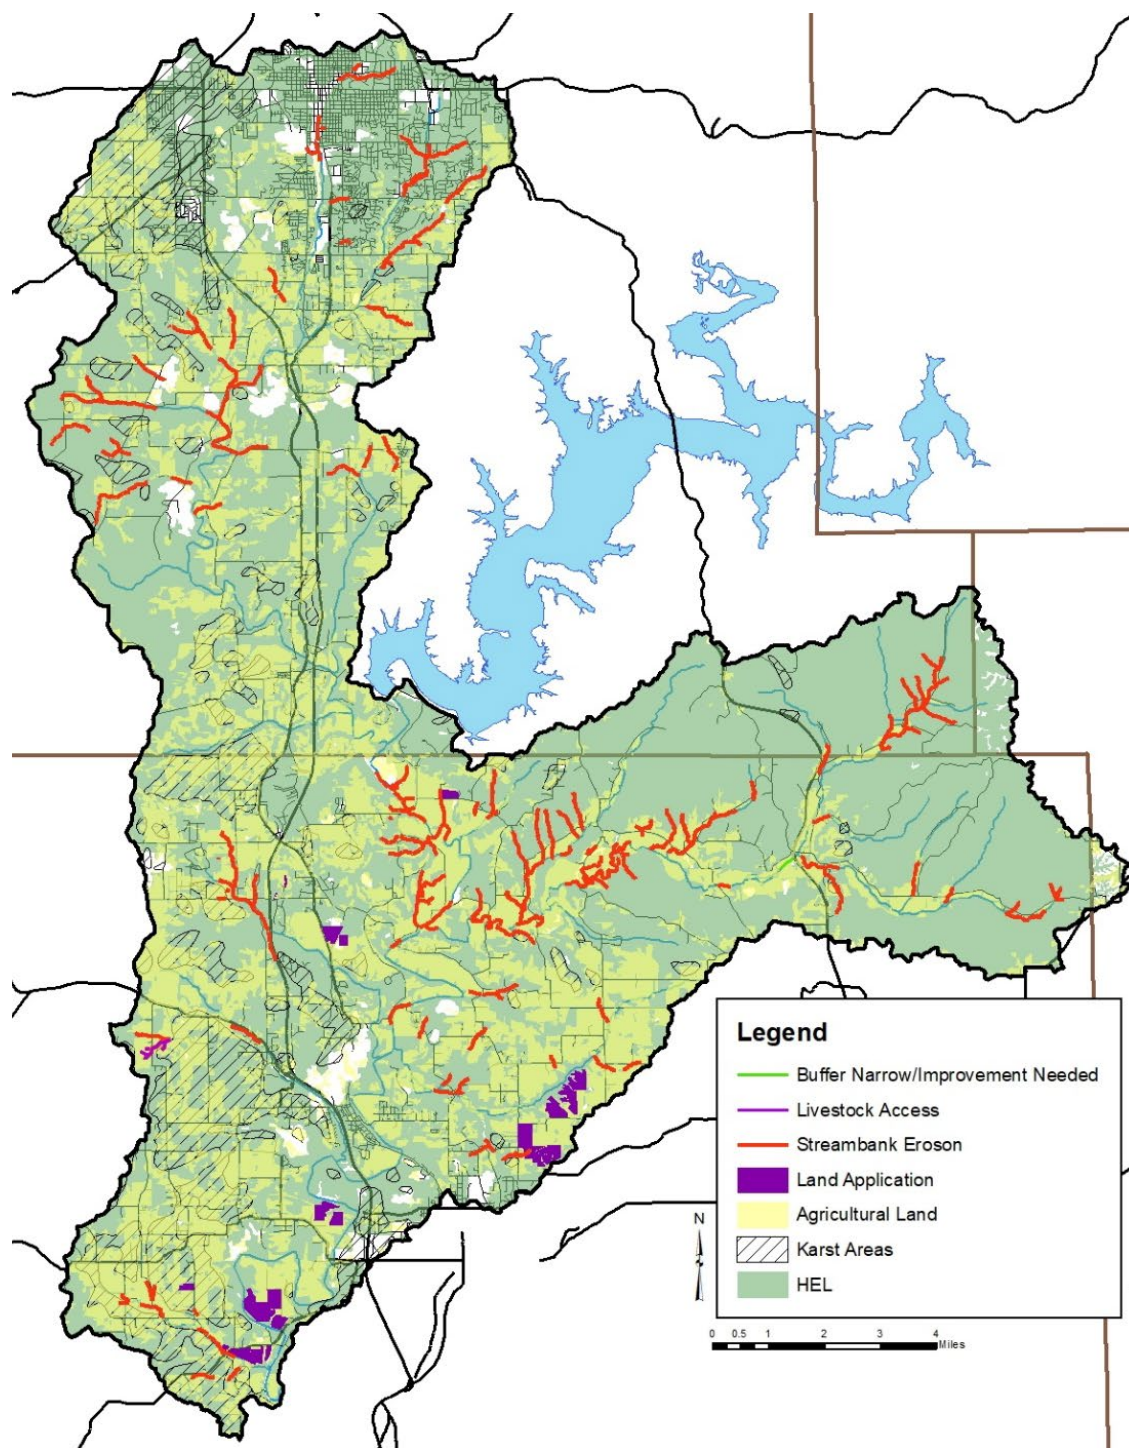 Legend
Buffer Narrow/Improvement Needed
Livestock Access
Streambank Eroson
Land Application
Agricultural Land
Karst Areas
HEL
N
0 0.5 1 2 3 4
Miles